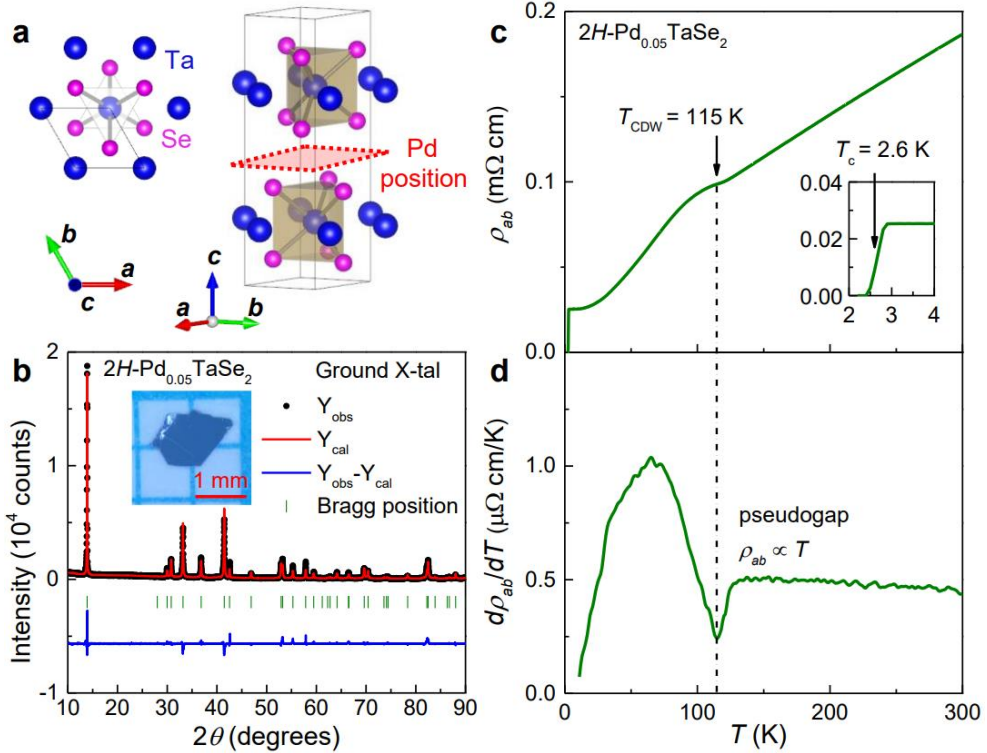 a
Ta
Se
Pd
position
b
a
c
c
a
b
b
2H-Pd0.05TaSe2
Ground X-tal
Yobs
Ycal
Yobs-Ycal
Bragg position
1 mm
Intensity (10^4 counts)
2
1
0
-1
10 20 30 40 50 60 70 80 90
2θ (degrees)
c
2H-Pd0.05TaSe2
TCDW = 115 K
Tc = 2.6 K
0.04
0.02
0.00
2 3 4
ρab (mΩ cm)
0.2
0.1
0.0
d
pseudogap
ρab ∝ T
dρab/dT (μΩ cm/K)
1.0
0.5
0.0
0 100 200 300
T (K)